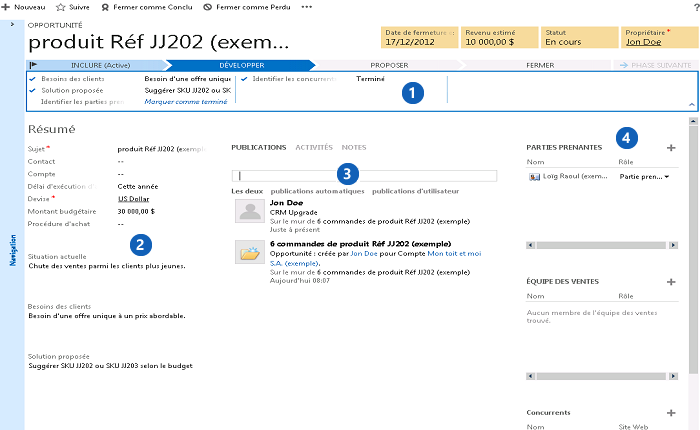 Nouveau Suivre Fermer comme Conclu Fermer comme Perdu •••
?
OPPORTUNITÉ
produit Réf JJ202 (exem...
Date de fermeture
17/12/2012
Revenu estimé
10 000,00 $
Statut
En cours
Propriétaire *
Jon Doe
INCLURE (Active) DÉVELOPPER PROPOSER FERMER PHASE SUIVANTE
Besoins des clients Besoin d'une offre unique
Solution proposée Suggérer SKU JJ202 ou SK
Identifier les parties pren Marquer comme terminé
Identifier les concurrents Terminé
1
Navigation
Résumé
Sujet * produit Réf JJ202 (exemp
Contact --
Compte --
Délai d'exécution d Cette année
Devise * US Dollar
Montant budgétaire 30 000,00 $
Procédure d'achat --
2
Situation actuelle
Chute des ventes parmi les clients plus jeunes.
Besoins des clients
Besoin d'une offre unique à un prix abordable.
Solution proposée
Suggérer SKU JJ202 ou SKU JJ203 selon le budget
PUBLICATIONS ACTIVITÉS NOTES
3
Les deux publications automatiques publications d'utilisateur
Jon Doe
CRM Upgrade
Sur le mur de 6 commandes de produit Réf JJ202 (exemple)
Juste à présent
6 commandes de produit Réf JJ202 (exemple)
Opportunité : créée par Jon Doe pour Compte Mon toit et moi
S.A. (exemple).
Sur le mur de 6 commandes de produit Réf JJ202 (exemple)
Aujourd'hui 08:07
4
PARTIES PRENANTES
Nom Rôle
Loïg Raoul (exem... Partie pren...
ÉQUIPE DES VENTES
Nom Rôle
Aucun membre de l'équipe des ventes
trouvé.
Concurrents
Nom Site Web